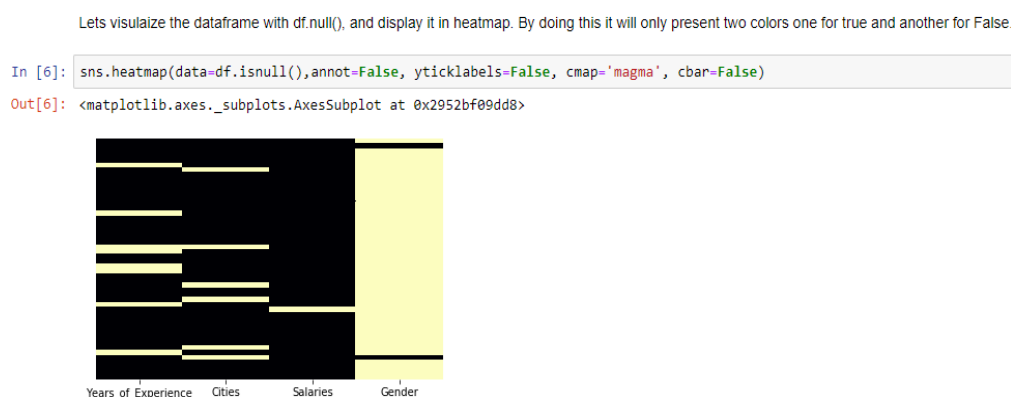 Lets visulaize the dataframe with df.null(), and display it in heatmap. By doing this it will only present two colors one for true and another for False.
In [6]: sns.heatmap(data=df.isnull(),annot=False, yticklabels=False, cmap='magma', cbar=False)
Out[6]: <matplotlib.axes._subplots.AxesSubplot at 0x2952bf09dd8>
Years of Experience Cities Salaries Gender